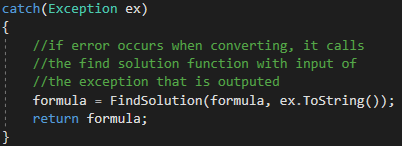 catch(Exception ex)
{
//if error occurs when converting, it calls
//the find solution function with input of
//the exception that is outputed
formula = FindSolution(formula, ex.ToString());
return formula;
}